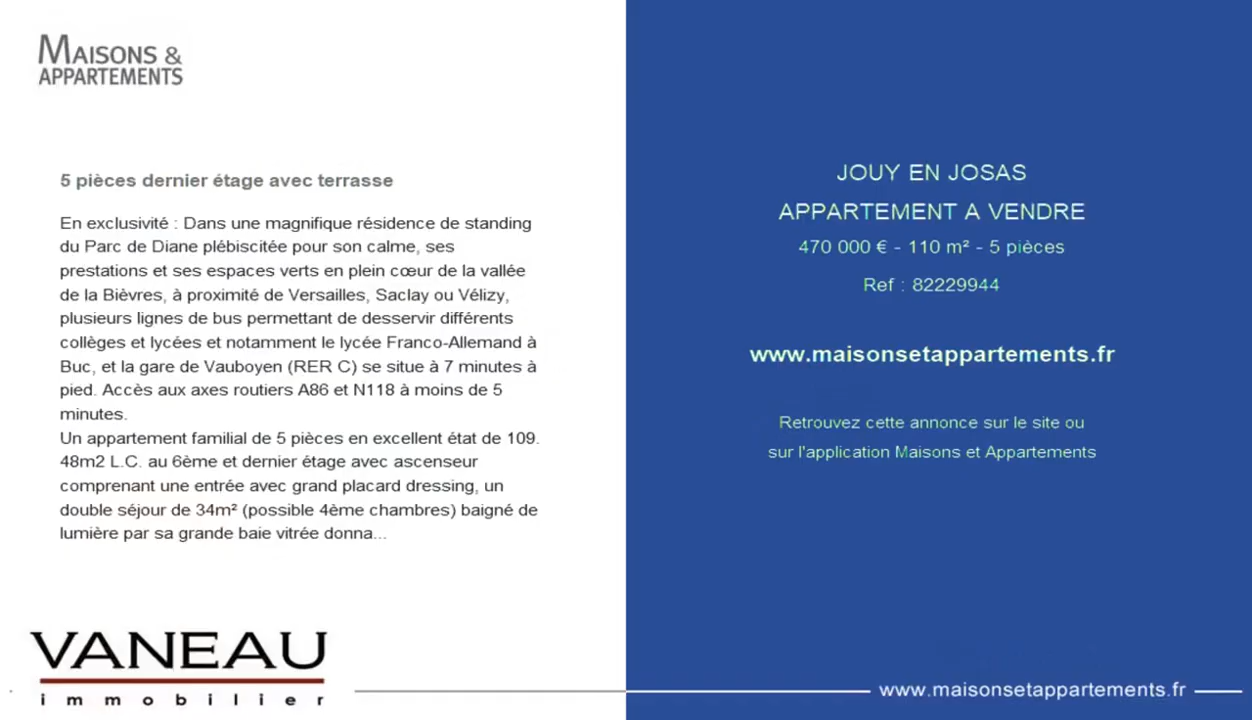 MAISONS &
APPARTEMENTS
5 pièces dernier étage avec terrasse
En exclusivité : Dans une magnifique résidence de standing
du Parc de Diane plébiscitée pour son calme, ses
prestations et ses espaces verts en plein cœur de la vallée
de la Bièvres, à proximité de Versailles, Saclay ou Vélizy,
plusieurs lignes de bus permettant de desservir différents
collèges et lycées et notamment le lycée Franco-Allemand à
Buc, et la gare de Vauboyen (RER C) se situe à 7 minutes à
pied. Accès aux axes routiers A86 et N118 à moins de 5
minutes.
Un appartement familial de 5 pièces en excellent état de 109.
48m2 L.C. au 6ème et dernier étage avec ascenseur
comprenant une entrée avec grand placard dressing, un
double séjour de 34m² (possible 4ème chambres) baigné de
lumière par sa grande baie vitrée donna...
VANEAU
immobilier
JOUY EN JOSAS
APPARTEMENT A VENDRE
470 000 € - 110 m² - 5 pièces
Ref : 82229944
www.maisonsetappartements.fr
Retrouvez cette annonce sur le site ou
sur l'application Maisons et Appartements
www.maisonsetappartements.fr